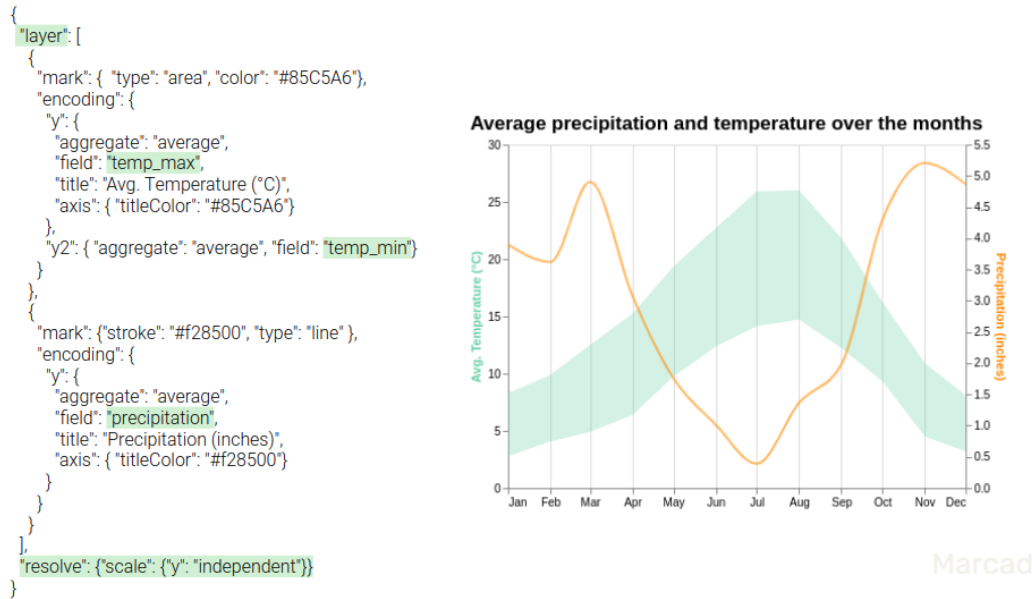 {
"layer": [
{
"mark": { "type": "area", "color": "#85C5A6"},
"encoding": {
"y": {
"aggregate": "average",
"field": "temp_max",
"title": "Avg. Temperature (°C)",
"axis": { "titleColor": "#85C5A6"}
},
"y2": { "aggregate": "average", "field": "temp_min"}
}
},
{
"mark": {"stroke": "#f28500", "type": "line" },
"encoding": {
"y": {
"aggregate": "average",
"field": "precipitation",
"title": "Precipitation (inches)",
"axis": { "titleColor": "#f28500"}
}
}
}
],
"resolve": {"scale": {"y": "independent"}}
}
Average precipitation and temperature over the months
Avg. Temperature (°C)
30
25
20
15
10
5
0
Jan Feb Mar Apr May Jun Jul Aug Sep Oct Nov Dec
5.5
5.0
4.5
4.0
3.5
3.0
2.5
2.0
1.5
1.0
0.5
0.0
Precipitation (inches)
Marcad